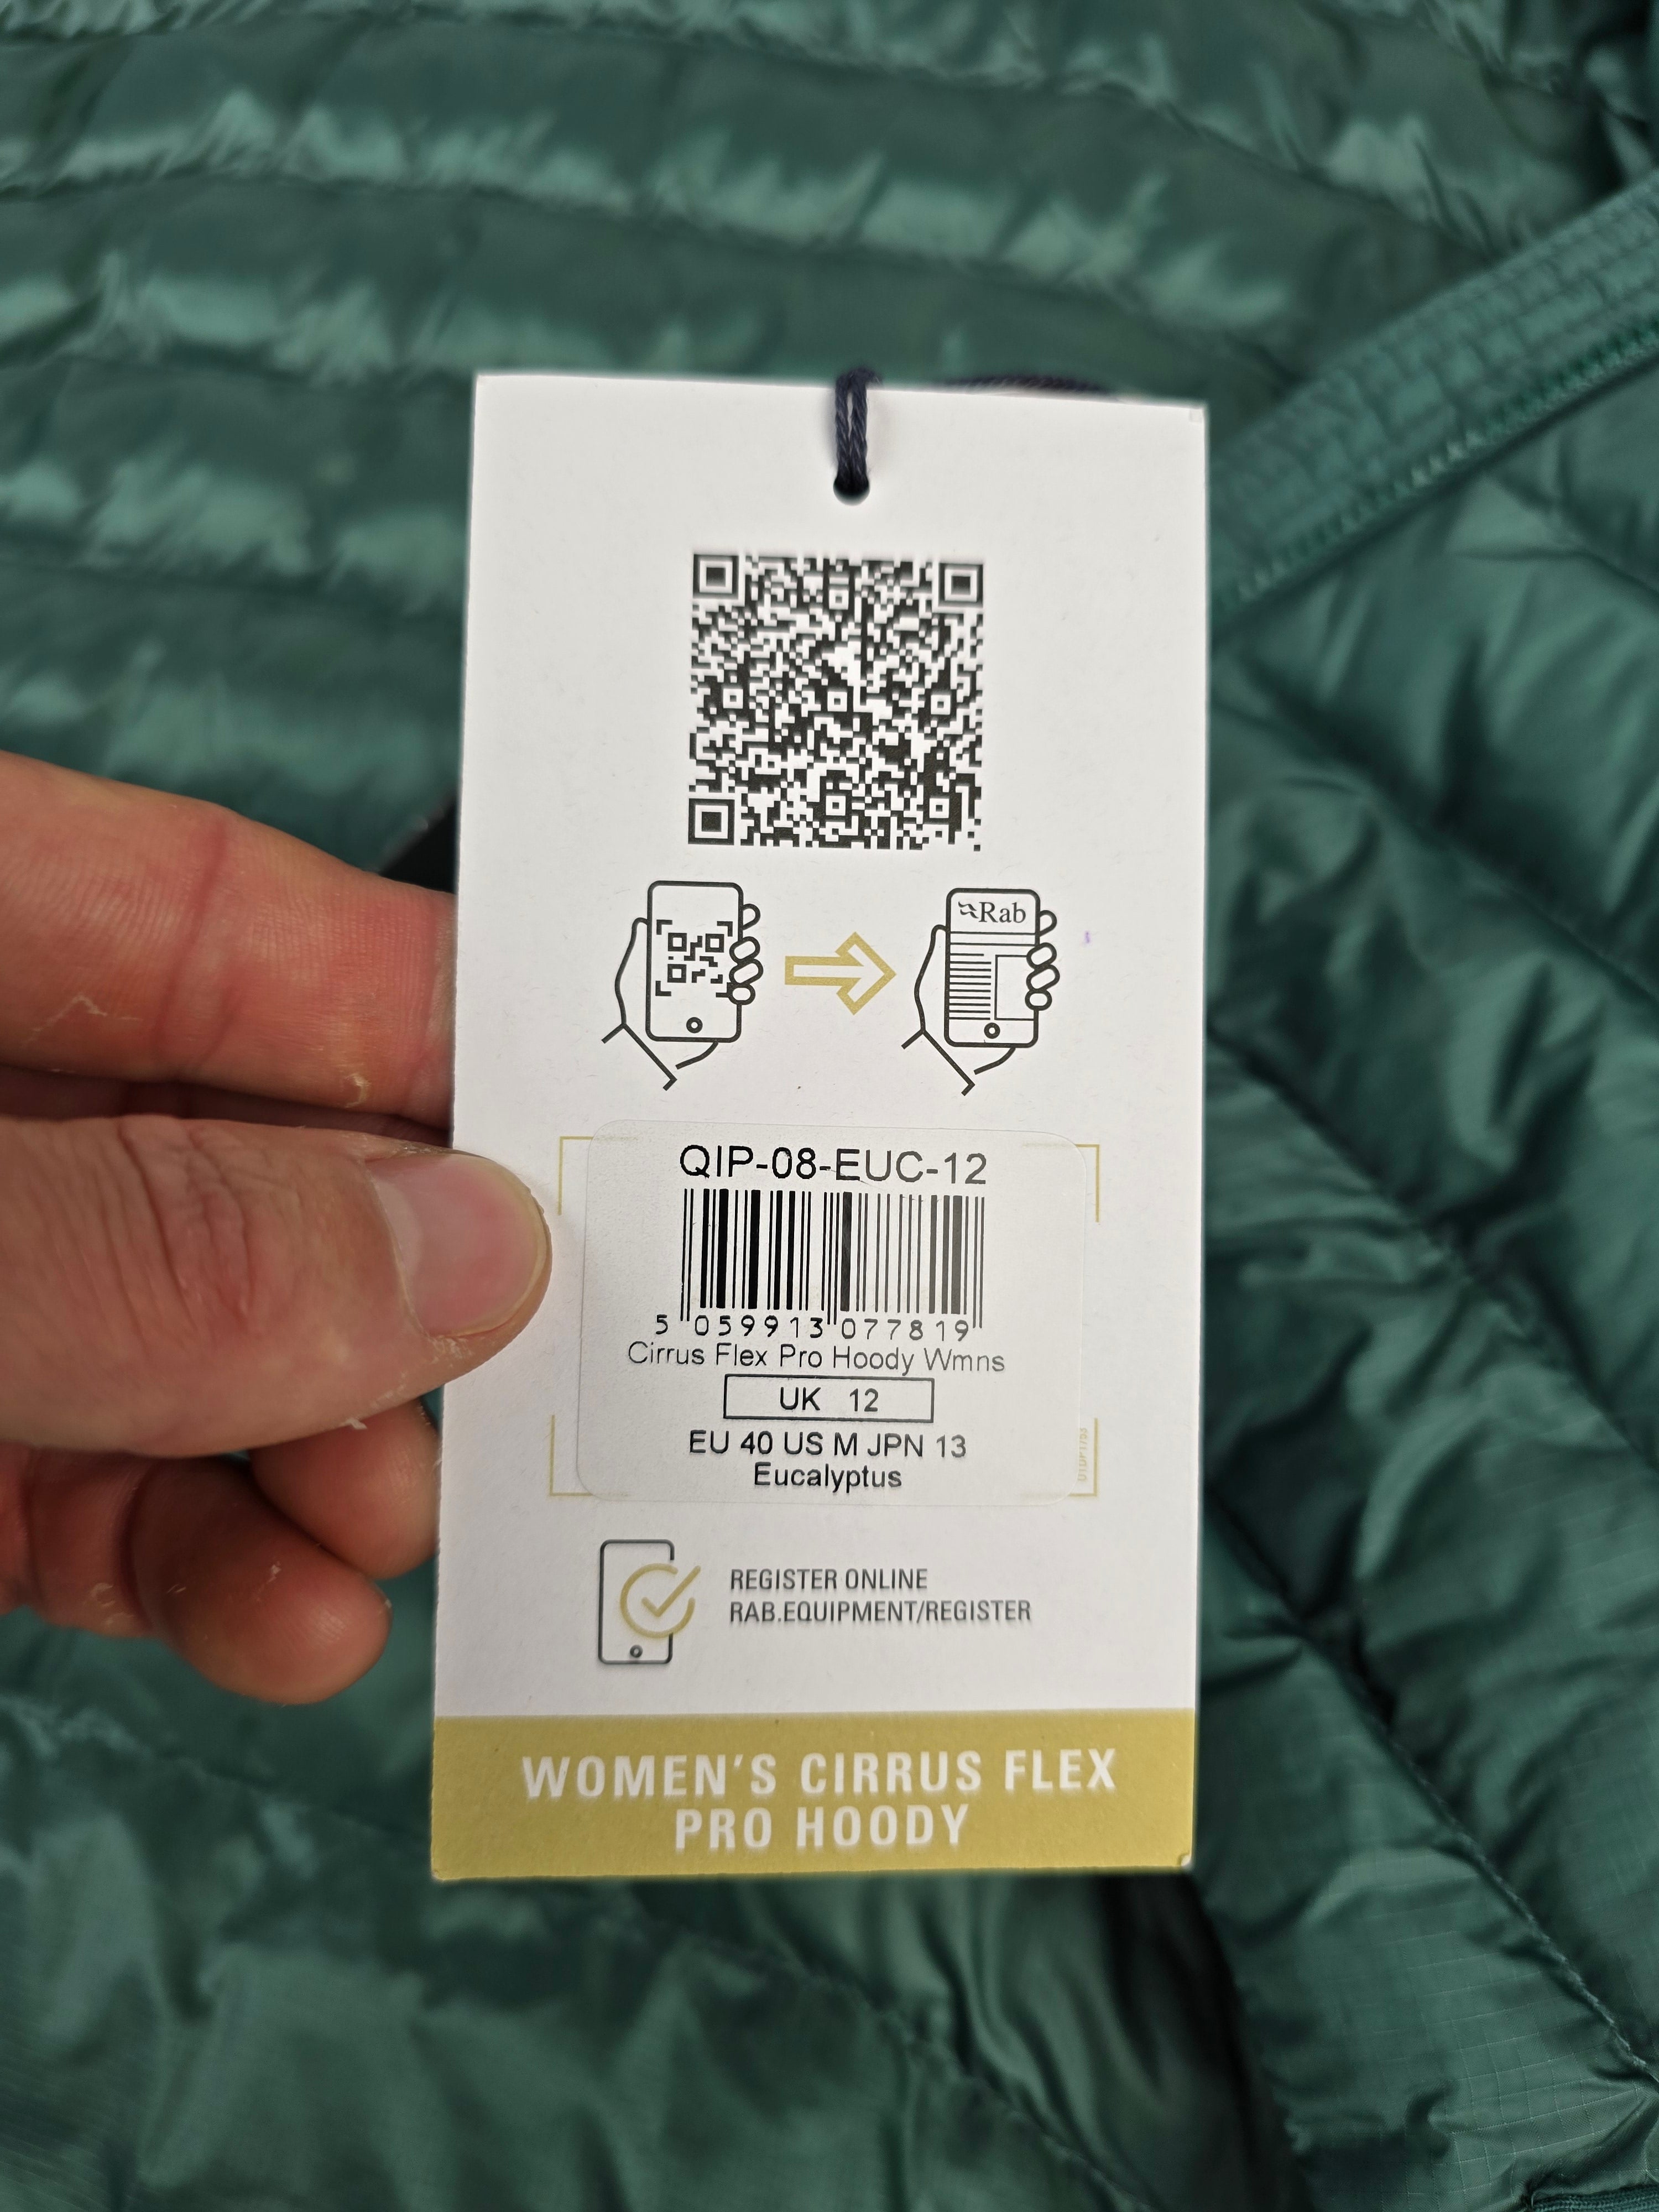 Rab
QIP-08-EUC-12
5 059913 077819
Cirrus Flex Pro Hoody Wmns
UK 12
EU 40 US M JPN 13
Eucalyptus
REGISTER ONLINE
RAB.EQUIPMENT/REGISTER
WOMEN'S CIRRUS FLEX
PRO HOODY